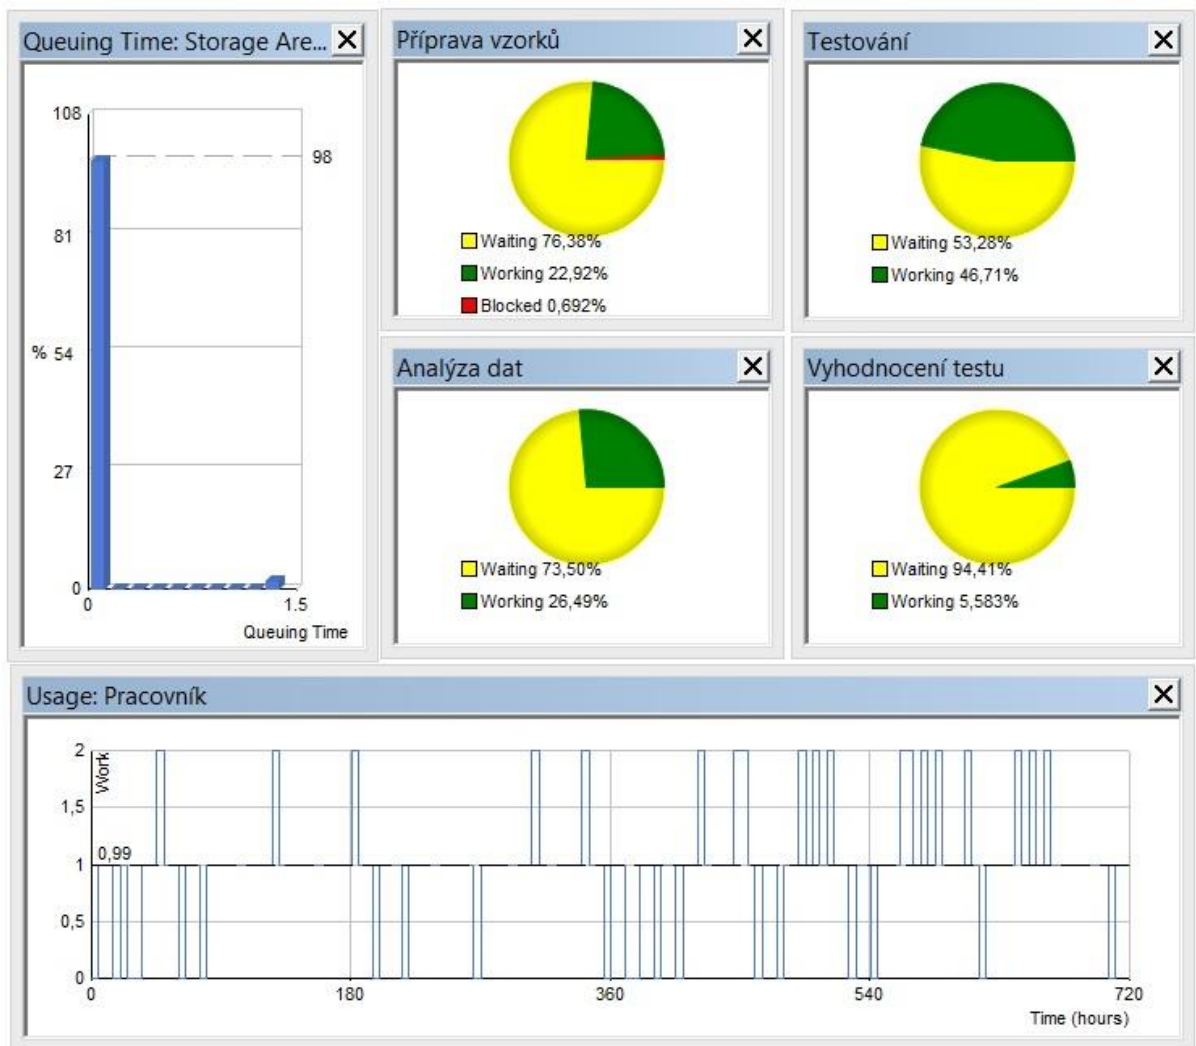 Queuing Time: Storage Are...
108
98
81
% 54
27
0
0 1.5
Queuing Time
Příprava vzorků
Waiting 76,38%
Working 22,92%
Blocked 0,692%
Testování
Waiting 53,28%
Working 46,71%
Analýza dat
Waiting 73,50%
Working 26,49%
Vyhodnocení testu
Waiting 94,41%
Working 5,583%
Usage: Pracovník
2
Work
1,5
0,99
1
0,5
0
0 180 360 540 720
Time (hours)